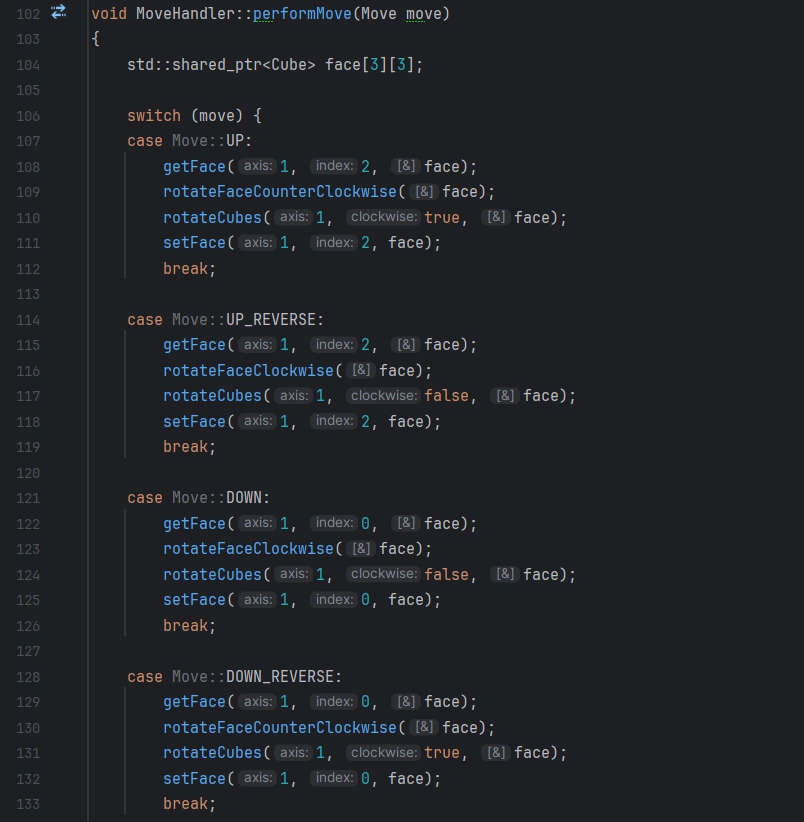 102 void MoveHandler::performMove(Move move)
103 {
104 std::shared_ptr<Cube> face[3][3];
105
106 switch (move) {
107 case Move::UP:
108 getFace( axis: 1, index: 2, [&] face);
109 rotateFaceCounterClockwise( [&] face);
110 rotateCubes( axis: 1, clockwise: true, [&] face);
111 setFace( axis: 1, index: 2, face);
112 break;
113
114 case Move::UP_REVERSE:
115 getFace( axis: 1, index: 2, [&] face);
116 rotateFaceClockwise( [&] face);
117 rotateCubes( axis: 1, clockwise: false, [&] face);
118 setFace( axis: 1, index: 2, face);
119 break;
120
121 case Move::DOWN:
122 getFace( axis: 1, index: 0, [&] face);
123 rotateFaceClockwise( [&] face);
124 rotateCubes( axis: 1, clockwise: false, [&] face);
125 setFace( axis: 1, index: 0, face);
126 break;
127
128 case Move::DOWN_REVERSE:
129 getFace( axis: 1, index: 0, [&] face);
130 rotateFaceCounterClockwise( [&] face);
131 rotateCubes( axis: 1, clockwise: true, [&] face);
132 setFace( axis: 1, index: 0, face);
133 break;